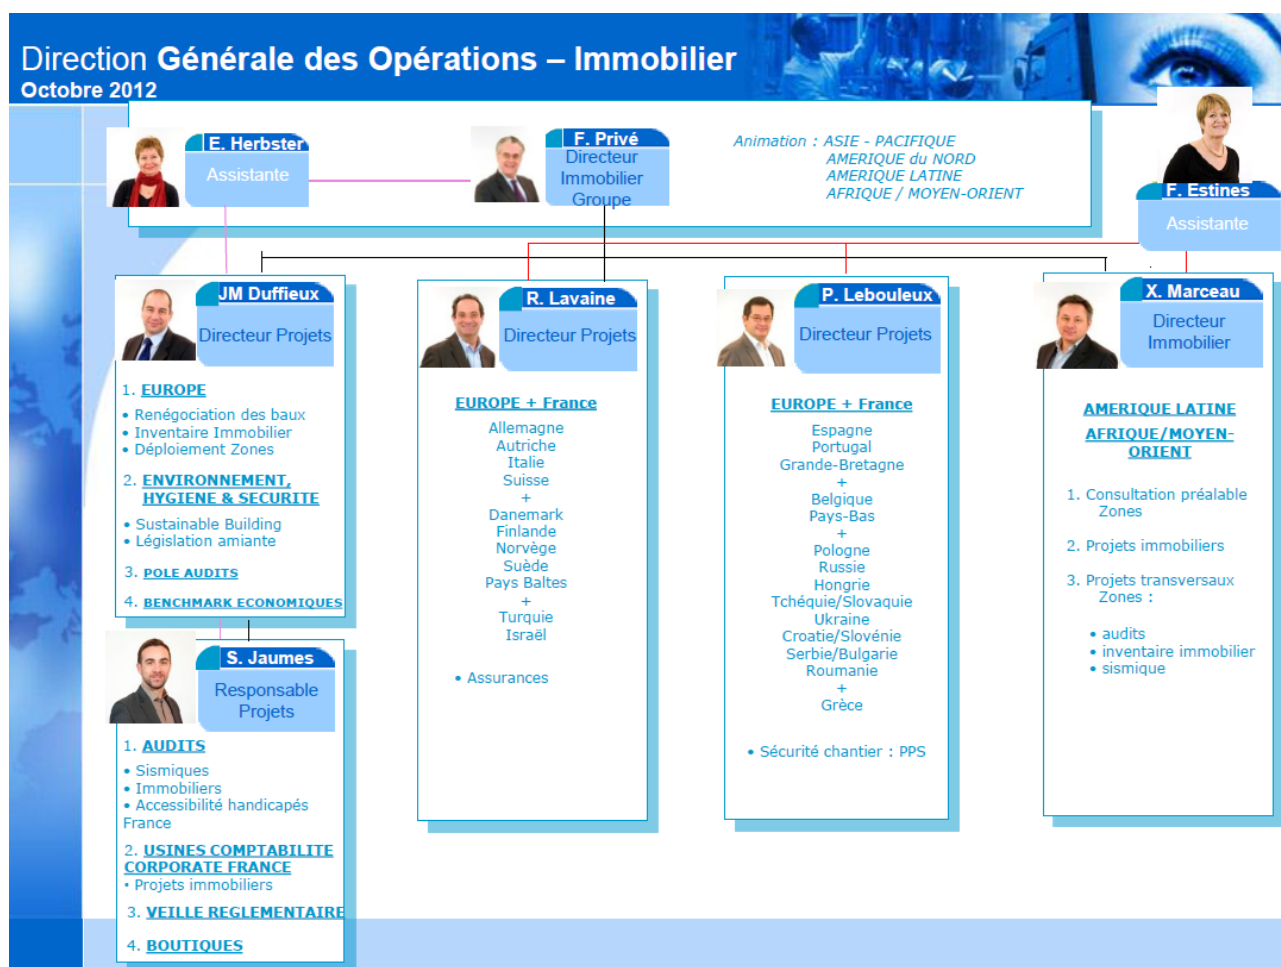 Direction Générale des Opérations – Immobilier
Octobre 2012
E. Herbster
Assistante
F. Privé
Directeur
Immobilier
Groupe
Animation : ASIE - PACIFIQUE
AMERIQUE du NORD
AMERIQUE LATINE
AFRIQUE / MOYEN-ORIENT
F. Estines
Assistante
JM Duffieux
Directeur Projets
1. EUROPE
• Renégociation des baux
• Inventaire Immobilier
• Déploiement Zones
2. ENVIRONNEMENT,
HYGIENE & SECURITE
• Sustainable Building
• Législation amiante
3. POLE AUDITS
4. BENCHMARK ECONOMIQUES
S. Jaumes
Responsable
Projets
1. AUDITS
• Sismiques
• Immobiliers
• Accessibilité handicapés
France
2. USINES COMPTABILITE
CORPORATE FRANCE
• Projets immobiliers
3. VEILLE REGLEMENTAIRE
4. BOUTIQUES
R. Lavaine
Directeur Projets
EUROPE + France
Allemagne
Autriche
Italie
Suisse
+
Danemark
Finlande
Norvège
Suède
Pays Baltes
+
Turquie
Israël
• Assurances
P. Lebouleux
Directeur Projets
EUROPE + France
Espagne
Portugal
Grande-Bretagne
+
Belgique
Pays-Bas
+
Pologne
Russie
Hongrie
Tchéquie/Slovaquie
Ukraine
Croatie/Slovénie
Serbie/Bulgarie
Roumanie
+
Grèce
• Sécurité chantier : PPS
X. Marceau
Directeur
Immobilier
AMERIQUE LATINE
AFRIQUE/MOYEN-
ORIENT
1. Consultation préalable
Zones
2. Projets immobiliers
3. Projets transversaux
Zones :
• audits
• inventaire immobilier
• sismique